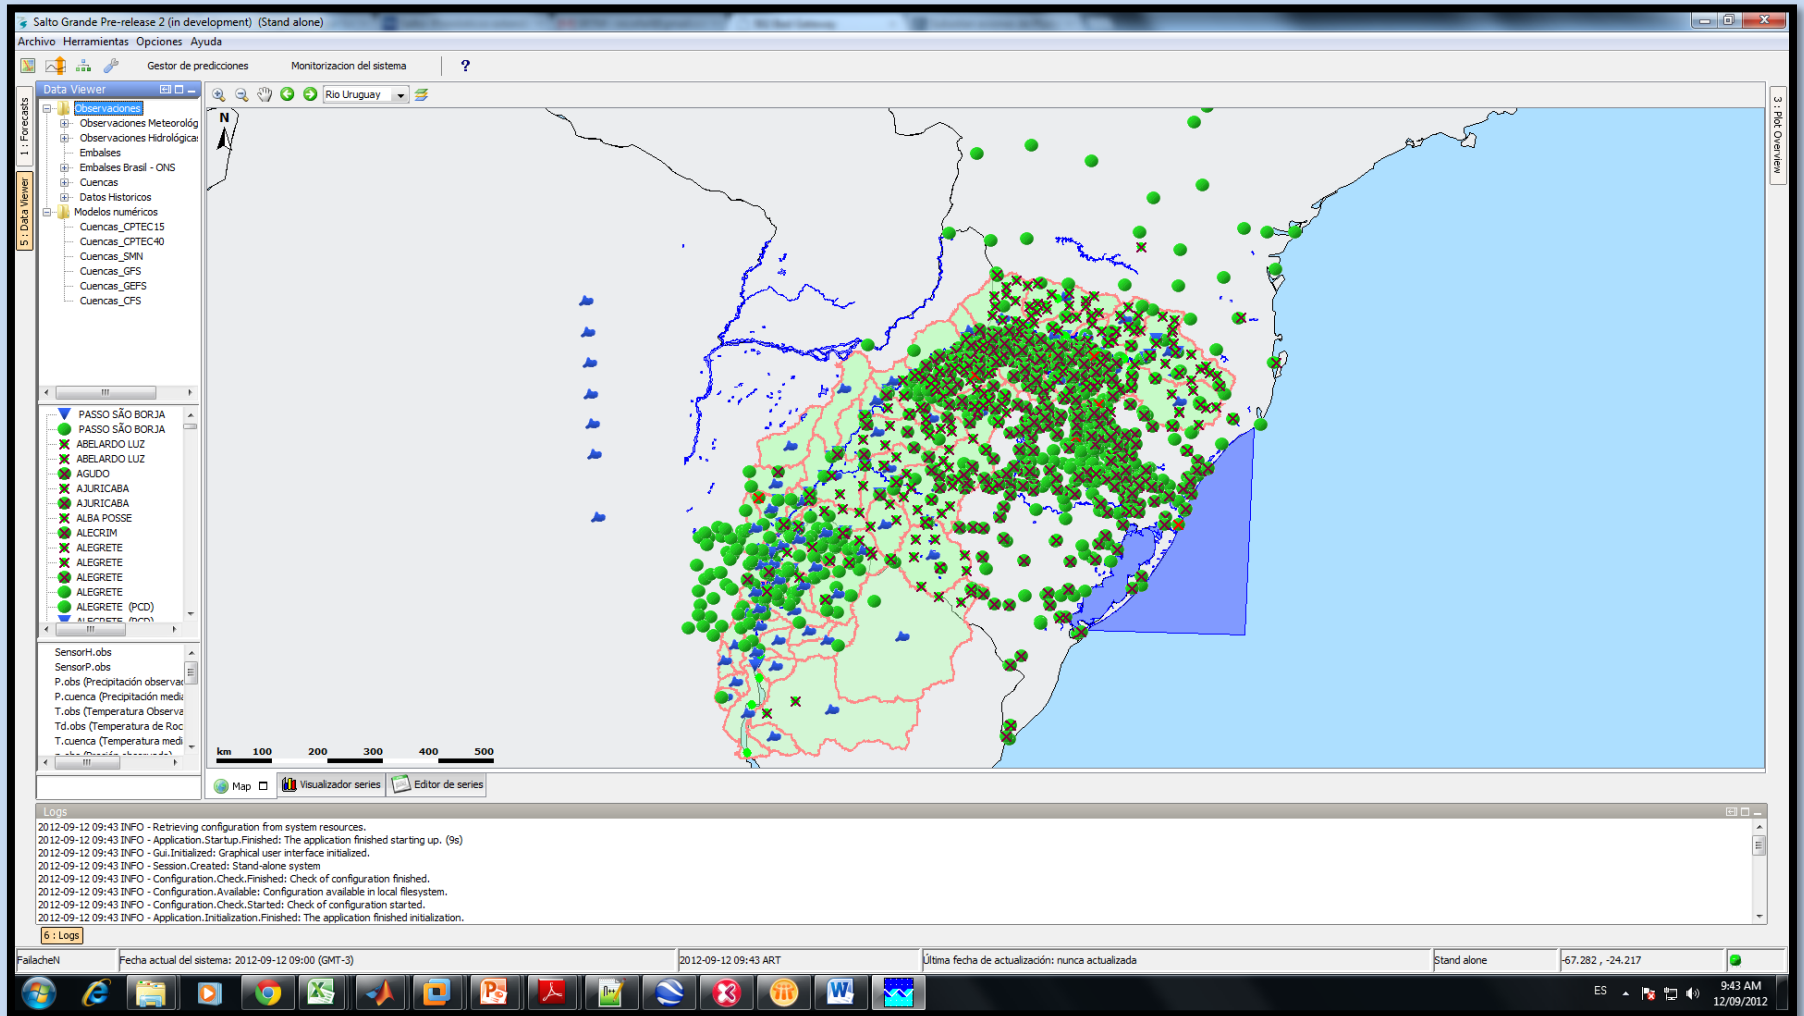 Salto Grande Pre-release 2 (in development) (Stand alone)
Archivo Herramientas Opciones Ayuda
Gestor de predicciones Monitorizacion del sistema ?
Data Viewer
Rio Uruguay
1 : Forecasts
5 : Data Viewer
3 : Plot Overview
Observaciones
Observaciones Meteorológ
Observaciones Hidrológica
Embalses
Embalses Brasil - ONS
Cuencas
Datos Historicos
Modelos numéricos
Cuencas_CPTEC15
Cuencas_CPTEC40
Cuencas_SMN
Cuencas_GFS
Cuencas_GEFS
Cuencas_CFS
PASSO SÃO BORJA
PASSO SÃO BORJA
ABELARDO LUZ
ABELARDO LUZ
AGUDO
AJURICABA
AJURICABA
ALBA POSSE
ALECRIM
ALEGRETE
ALEGRETE
ALEGRETE
ALEGRETE
ALEGRETE (PCD)
ALEGRETE (PCD)
SensorH.obs
SensorP.obs
P.obs (Precipitación observac
P.cuenca (Precipitación media
T.obs (Temperatura Observa
Td.obs (Temperatura de Roc
T.cuenca (Temperatura medi
N
km 100 200 300 400 500
Map Visualizador series Editor de series
Logs
2012-09-12 09:43 INFO - Retrieving configuration from system resources.
2012-09-12 09:43 INFO - Application.Startup.Finished: The application finished starting up. (9s)
2012-09-12 09:43 INFO - Gui.Initialized: Graphical user interface initialized.
2012-09-12 09:43 INFO - Session.Created: Stand-alone system
2012-09-12 09:43 INFO - Configuration.Check.Finished: Check of configuration finished.
2012-09-12 09:43 INFO - Configuration.Available: Configuration available in local filesystem.
2012-09-12 09:43 INFO - Configuration.Check.Started: Check of configuration started.
2012-09-12 09:43 INFO - Application.Initialization.Finished: The application finished initialization.
6 : Logs
FailacheN Fecha actual del sistema: 2012-09-12 09:00 (GMT-3) 2012-09-12 09:43 ART Última fecha de actualización: nunca actualizada Stand alone -67.282 , -24.217
ES 9:43 AM
12/09/2012